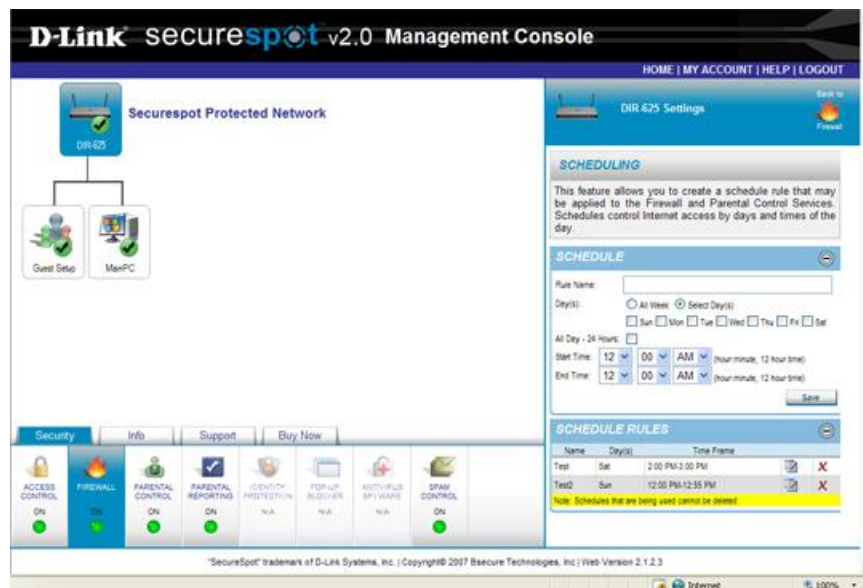 D-Link securespot v2.0 Management Console
HOME | MY ACCOUNT | HELP | LOGOUT
DIR-625
Securespot Protected Network
Guest Setup
MainPC
DIR-625 Settings
Back to
Firewall
SCHEDULING
This feature allows you to create a schedule rule that may
be applied to the Firewall and Parental Control Services.
Schedules control Internet access by days and times of the
day.
SCHEDULE
Rule Name:
Day(s): All Week Select Day(s)
Sun Mon Tue Wed Thu Fri Sat
All Day - 24 Hours:
Start Time: 12 00 AM (hour:minute, 12 hour time)
End Time: 12 00 AM (hour:minute, 12 hour time)
Save
SCHEDULE RULES
Name Day(s) Time Frame
Test Sat 2:00 PM-3:00 PM
Test2 Sun 12:00 PM-12:55 PM
Note: Schedules that are being used cannot be deleted.
Security Info Support Buy Now
ACCESS CONTROL ON
FIREWALL ON
PARENTAL CONTROL ON
PARENTAL REPORTING ON
IDENTITY PROTECTION N/A
POP-UP BLOCKER N/A
ANTIVIRUS SPYWARE N/A
SPAM CONTROL ON
"SecureSpot" trademark of D-Link Systems, Inc. | Copyright© 2007 Bsecure Technologies, Inc | Web Version 2.1.2.3
Internet 100%